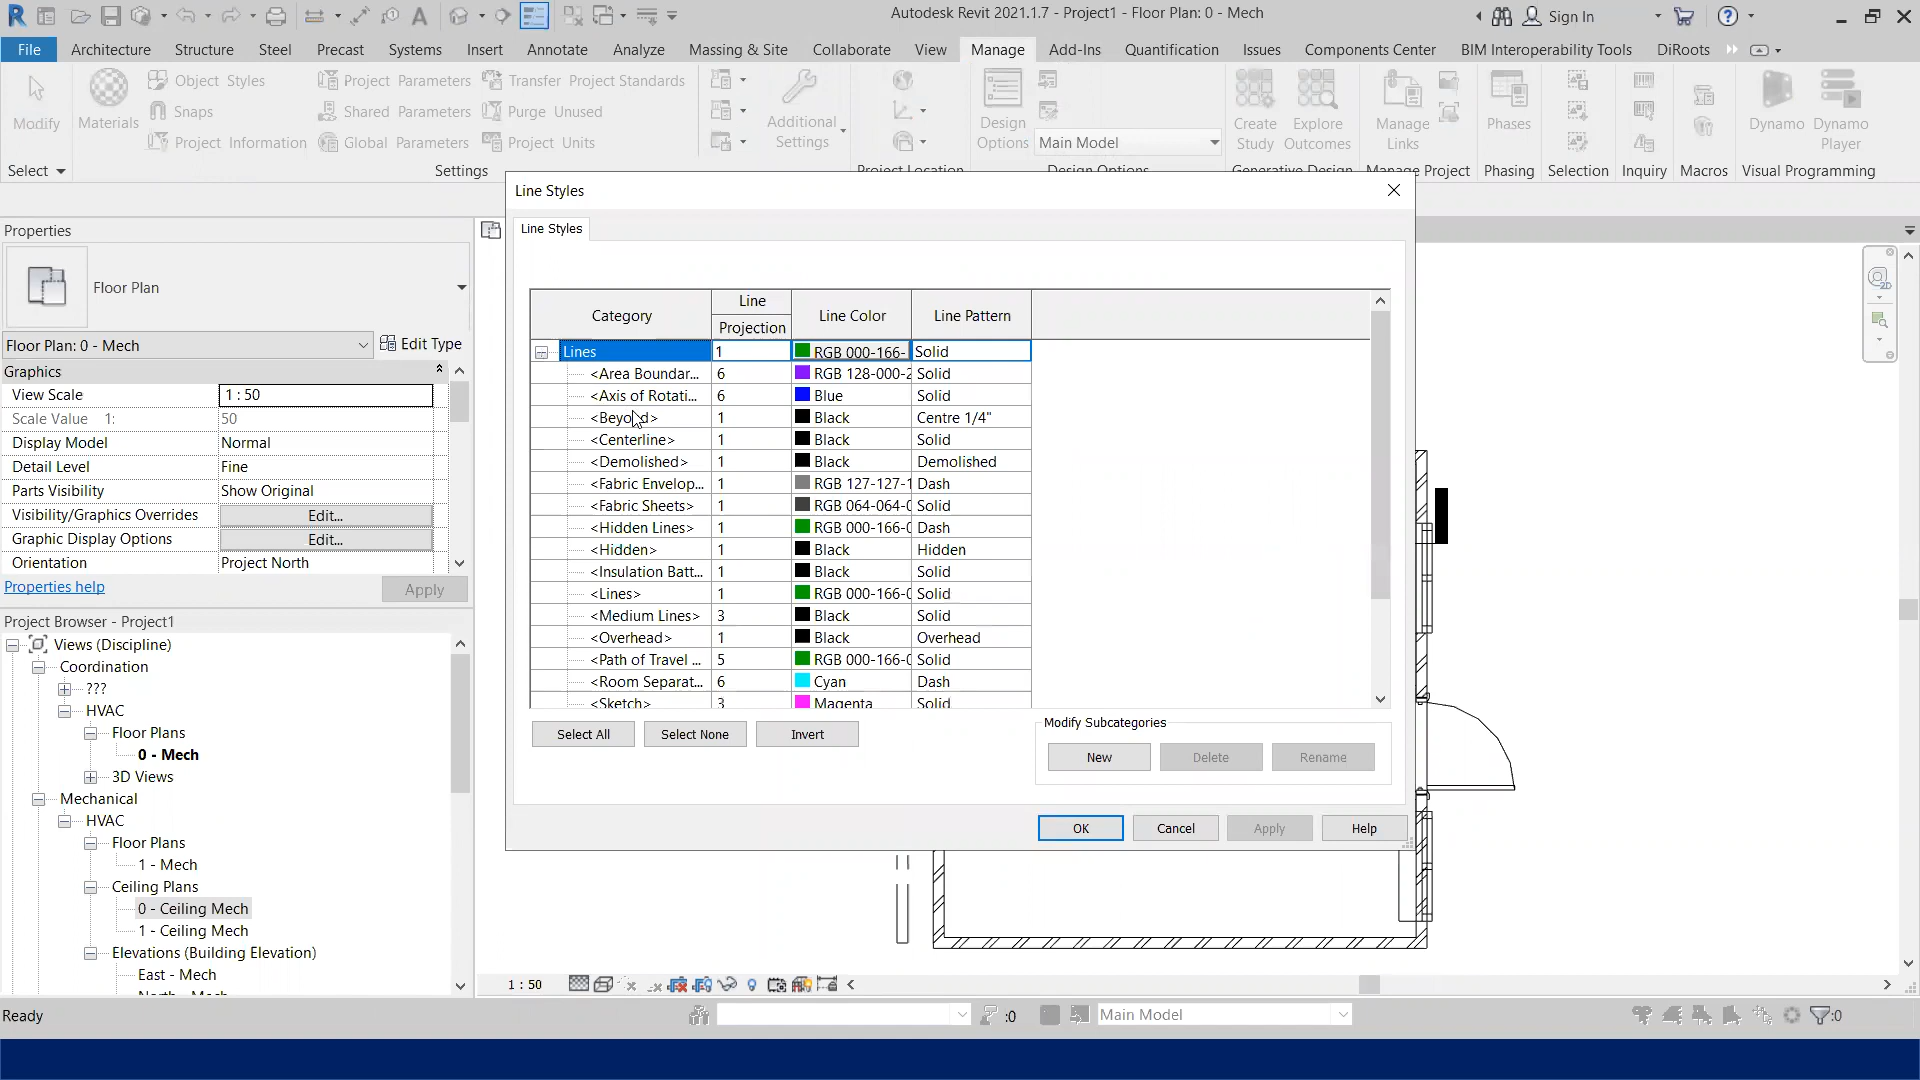 Autodesk Revit 2021.1.7 - Project1 - Floor Plan: 0 - Mech
Sign In
File Architecture Structure Steel Precast Systems Insert Annotate Analyze Massing & Site Collaborate View Manage Add-Ins Quantification Issues Components Center BIM Interoperability Tools DiRoots
Modify
Materials
Object Styles
Snaps
Project Information
Project Parameters
Shared Parameters
Global Parameters
Transfer Project Standards
Purge Unused
Project Units
Additional
Settings
Design
Options
Main Model
Create
Study
Explore
Outcomes
Manage
Links
Phases
Dynamo
Dynamo
Player
Select
Settings
Project Location
Design Options
Generative Design
Manage Project
Phasing
Selection
Inquiry
Macros
Visual Programming
Properties
Floor Plan
Floor Plan: 0 - Mech
Edit Type
Graphics
View Scale 1 : 50
Scale Value 1: 50
Display Model Normal
Detail Level Fine
Parts Visibility Show Original
Visibility/Graphics Overrides Edit...
Graphic Display Options Edit...
Orientation Project North
Properties help
Apply
Project Browser - Project1
Views (Discipline)
Coordination
???
HVAC
Floor Plans
0 - Mech
3D Views
Mechanical
HVAC
Floor Plans
1 - Mech
Ceiling Plans
0 - Ceiling Mech
1 - Ceiling Mech
Elevations (Building Elevation)
East - Mech
North - Mech
Line Styles
Line Styles
Category
Line
Projection
Line Color
Line Pattern
Lines 1 RGB 000-166- Solid
<Area Boundar... 6 RGB 128-000-2 Solid
<Axis of Rotati... 6 Blue Solid
<Beyond> 1 Black Centre 1/4"
<Centerline> 1 Black Solid
<Demolished> 1 Black Demolished
<Fabric Envelop... 1 RGB 127-127-1 Dash
<Fabric Sheets> 1 RGB 064-064-0 Solid
<Hidden Lines> 1 RGB 000-166-0 Dash
<Hidden> 1 Black Hidden
<Insulation Batt... 1 Black Solid
<Lines> 1 RGB 000-166-0 Solid
<Medium Lines> 3 Black Solid
<Overhead> 1 Black Overhead
<Path of Travel ... 5 RGB 000-166-0 Solid
<Room Separat... 6 Cyan Dash
<Sketch> 3 Magenta Solid
Select All
Select None
Invert
Modify Subcategories
New
Delete
Rename
OK
Cancel
Apply
Help
1 : 50
Ready
:0
Main Model
:0